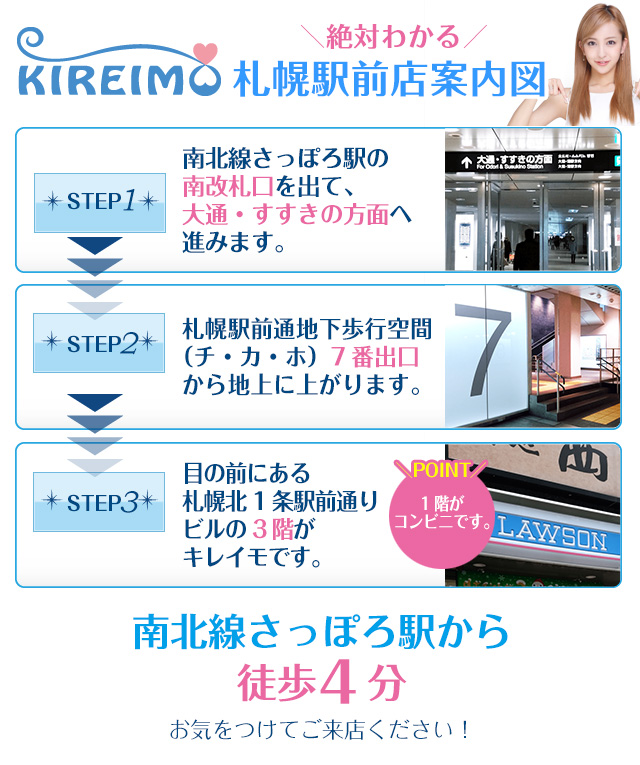 ＼絶対わかる／
KIREIMO 札幌駅前店案内図
STEP1
南北線さっぽろ駅の
南改札口を出て、
大通・すすきの方面へ
進みます。
大通・すすきの方面
For Odori & Susukino Station
STEP2
札幌駅前通地下歩行空間
（チ・カ・ホ）7番出口
から地上に上がります。
7
STEP3
目の前にある
札幌北1条駅前通り
ビルの3階が
キレイモです。
＼POINT／
1階が
コンビニです。
LAWSON
南北線さっぽろ駅から
徒歩4分
お気をつけてご来店ください！